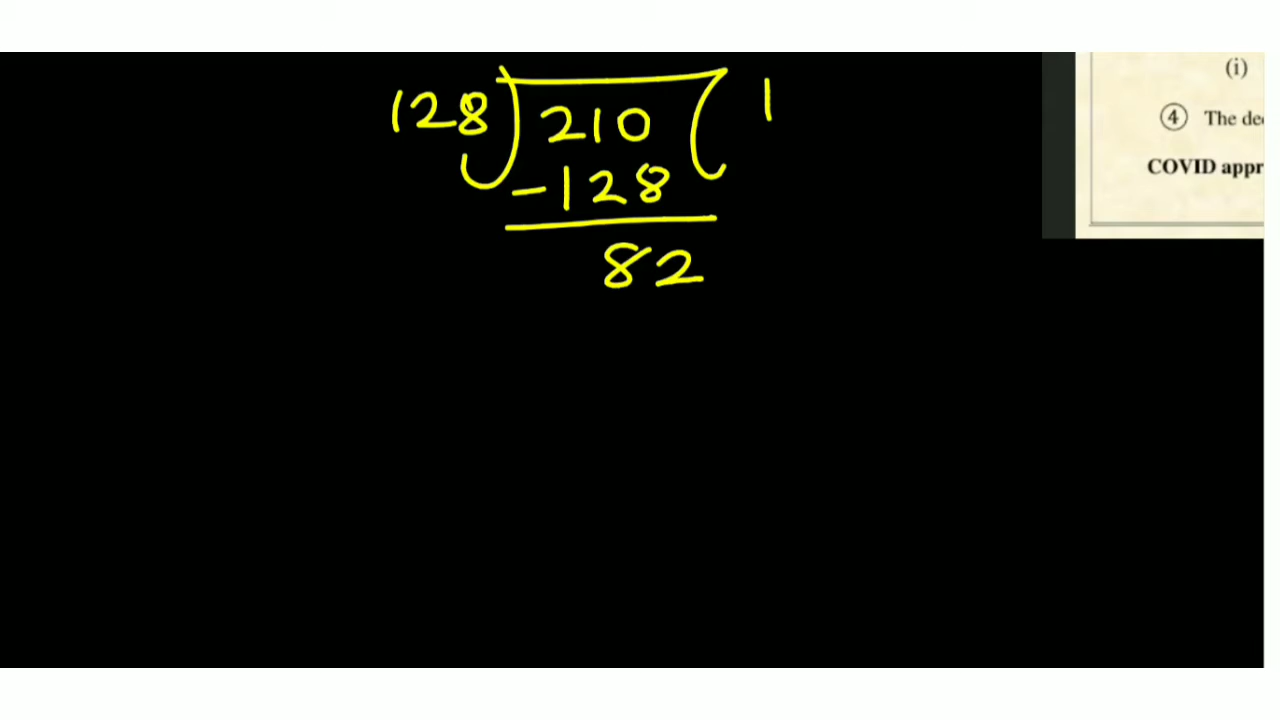 128 ) 210 ( 1
-128
82
(i)
④ The de
COVID appr